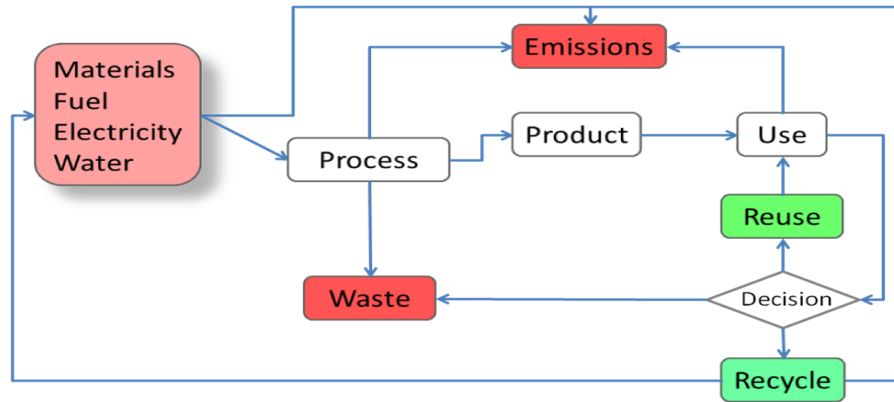 Materials
Fuel
Electricity
Water
Emissions
Process
Product
Use
Reuse
Waste
Decision
Recycle